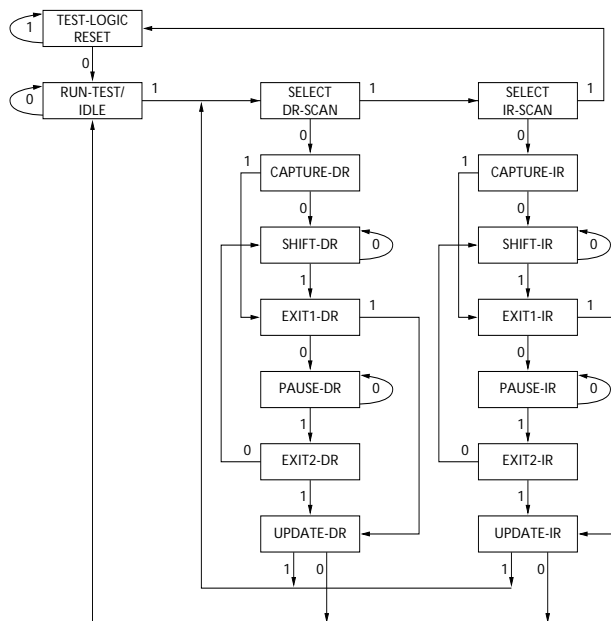 TEST-LOGIC
RESET
1
0
RUN-TEST/
IDLE
0
1
SELECT
DR-SCAN
1
SELECT
IR-SCAN
1
0
0
1
CAPTURE-DR
1
CAPTURE-IR
0
0
SHIFT-DR
0
SHIFT-IR
0
1
1
EXIT1-DR
1
EXIT1-IR
1
0
0
PAUSE-DR
0
PAUSE-IR
0
1
1
0
EXIT2-DR
0
EXIT2-IR
1
1
UPDATE-DR
UPDATE-IR
1
0
1
0